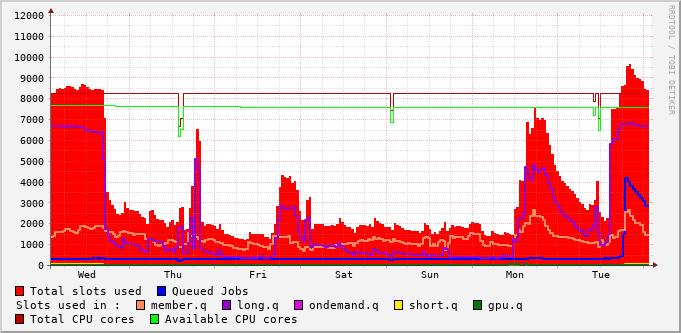 RRDTOOL / TOBI OETIKER
12000
11000
10000
9000
8000
7000
6000
5000
4000
3000
2000
1000
0
Wed Thu Fri Sat Sun Mon Tue
Total slots used Queued Jobs
Slots used in : member.q long.q ondemand.q short.q gpu.q
Total CPU cores Available CPU cores